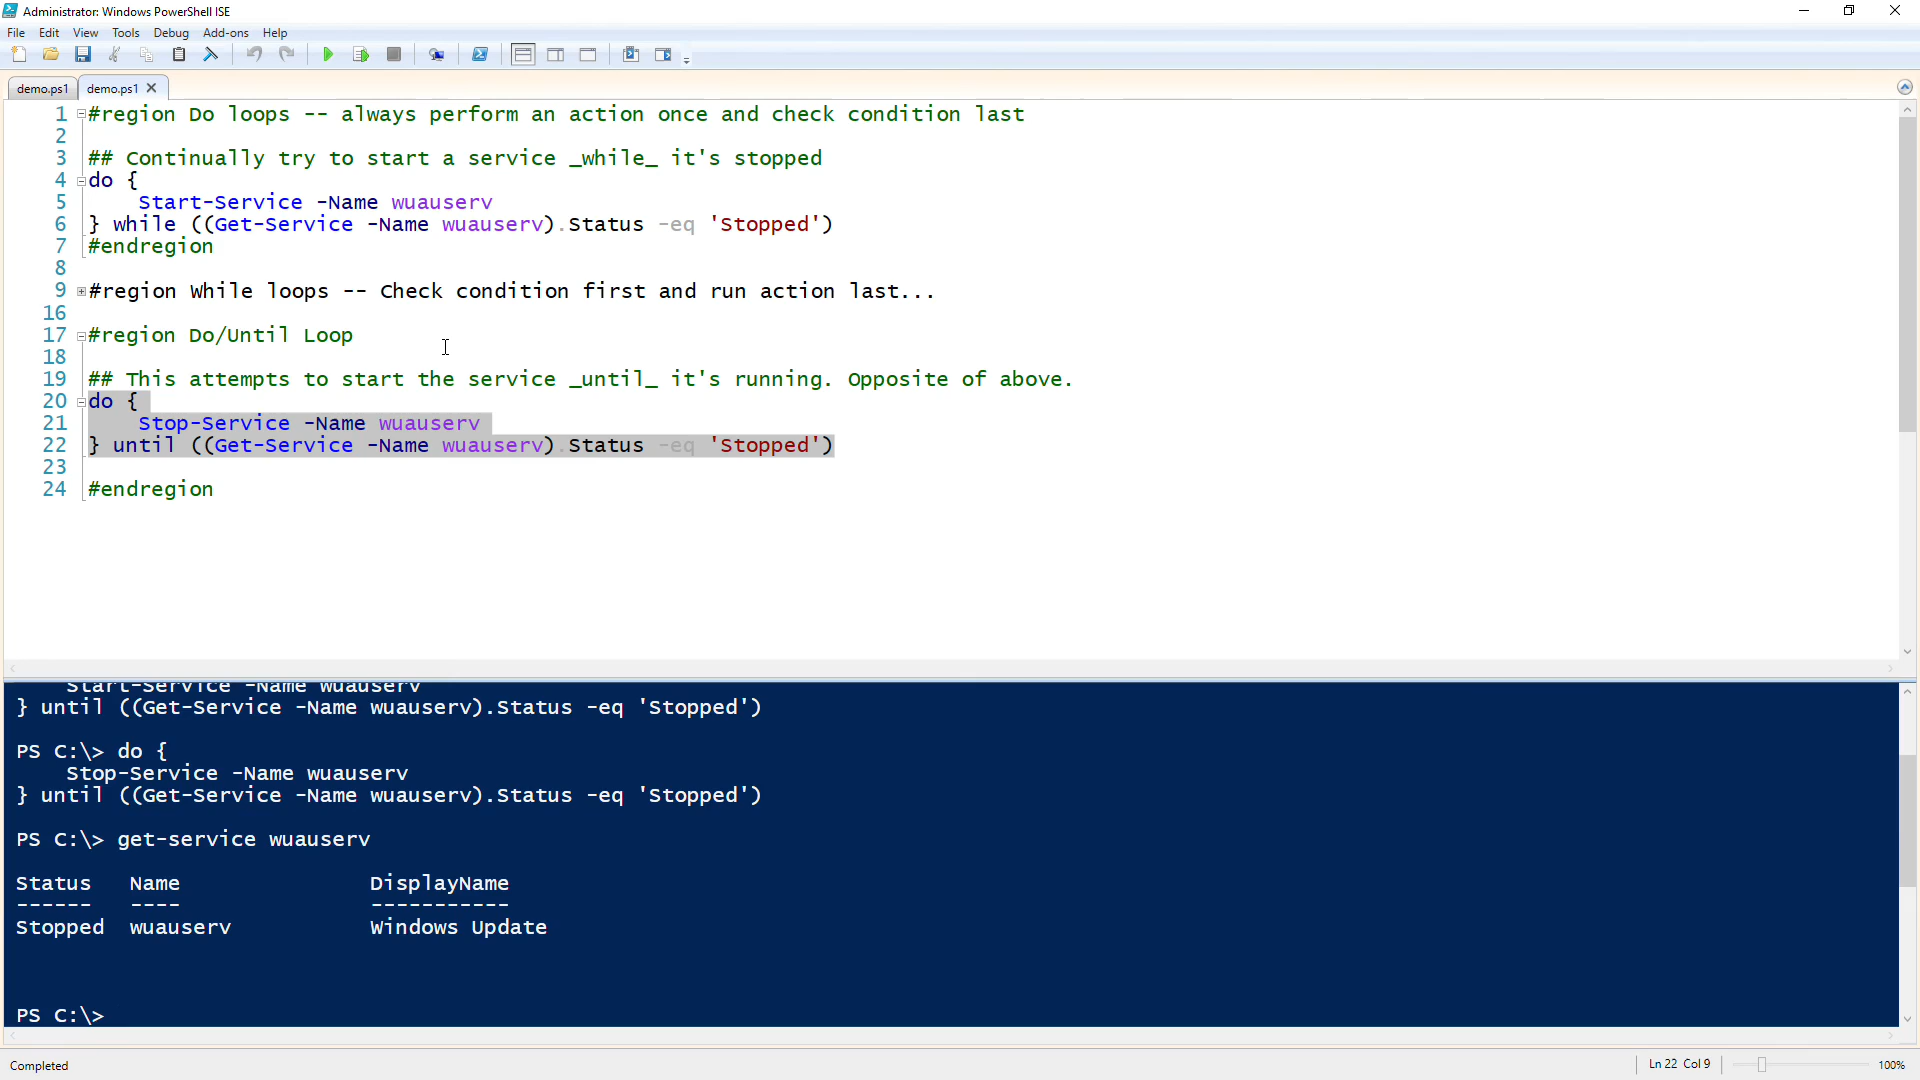 Administrator: Windows PowerShell ISE
File Edit View Tools Debug Add-ons Help
demo.ps1 demo.ps1
1 #region Do loops -- always perform an action once and check condition last
2
3 ## Continually try to start a service _while_ it's stopped
4 do {
5 Start-Service -Name wuauserv
6 } while ((Get-Service -Name wuauserv).Status -eq 'Stopped')
7 #endregion
8
9 #region While loops -- Check condition first and run action last...
16
17 #region Do/Until Loop
18
19 ## This attempts to start the service _until_ it's running. Opposite of above.
20 do {
21 Stop-Service -Name wuauserv
22 } until ((Get-Service -Name wuauserv).Status -eq 'Stopped')
23
24 #endregion
Start-Service -Name wuauserv
} until ((Get-Service -Name wuauserv).Status -eq 'Stopped')
PS C:\> do {
Stop-Service -Name wuauserv
} until ((Get-Service -Name wuauserv).Status -eq 'Stopped')
PS C:\> get-service wuauserv
Status Name DisplayName
------ ---- -----------
Stopped wuauserv Windows Update
PS C:\>
Completed Ln 22 Col 9 100%